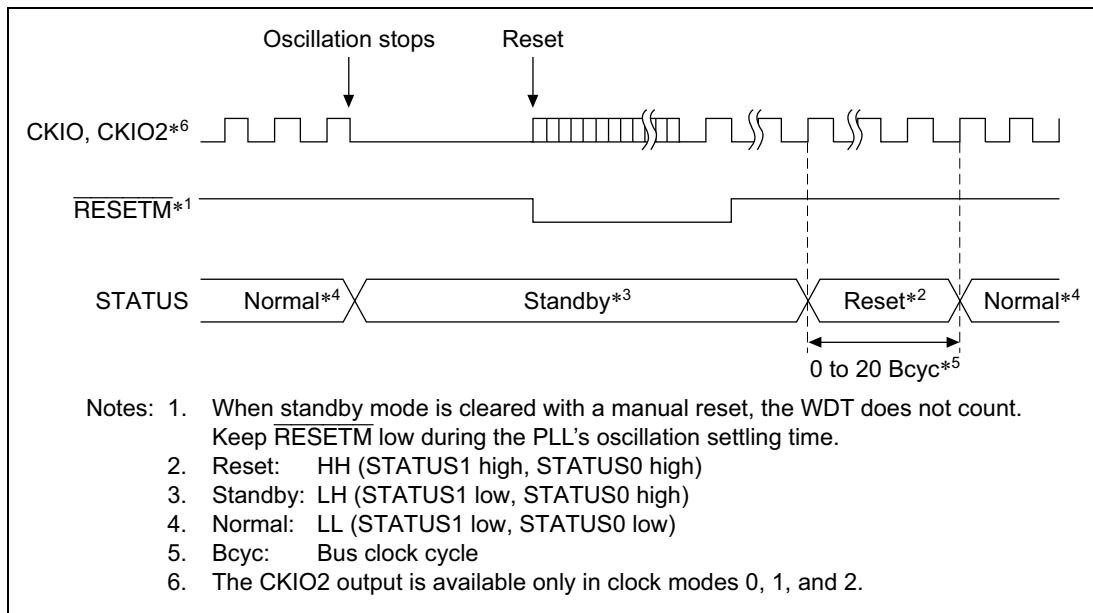 Oscillation stops Reset
CKIO, CKIO2*6
RESETM*1
STATUS Normal*4 Standby*3 Reset*2 Normal*4
0 to 20 Bcyc*5
Notes: 1. When standby mode is cleared with a manual reset, the WDT does not count.
Keep RESETM low during the PLL's oscillation settling time.
2. Reset: HH (STATUS1 high, STATUS0 high)
3. Standby: LH (STATUS1 low, STATUS0 high)
4. Normal: LL (STATUS1 low, STATUS0 low)
5. Bcyc: Bus clock cycle
6. The CKIO2 output is available only in clock modes 0, 1, and 2.